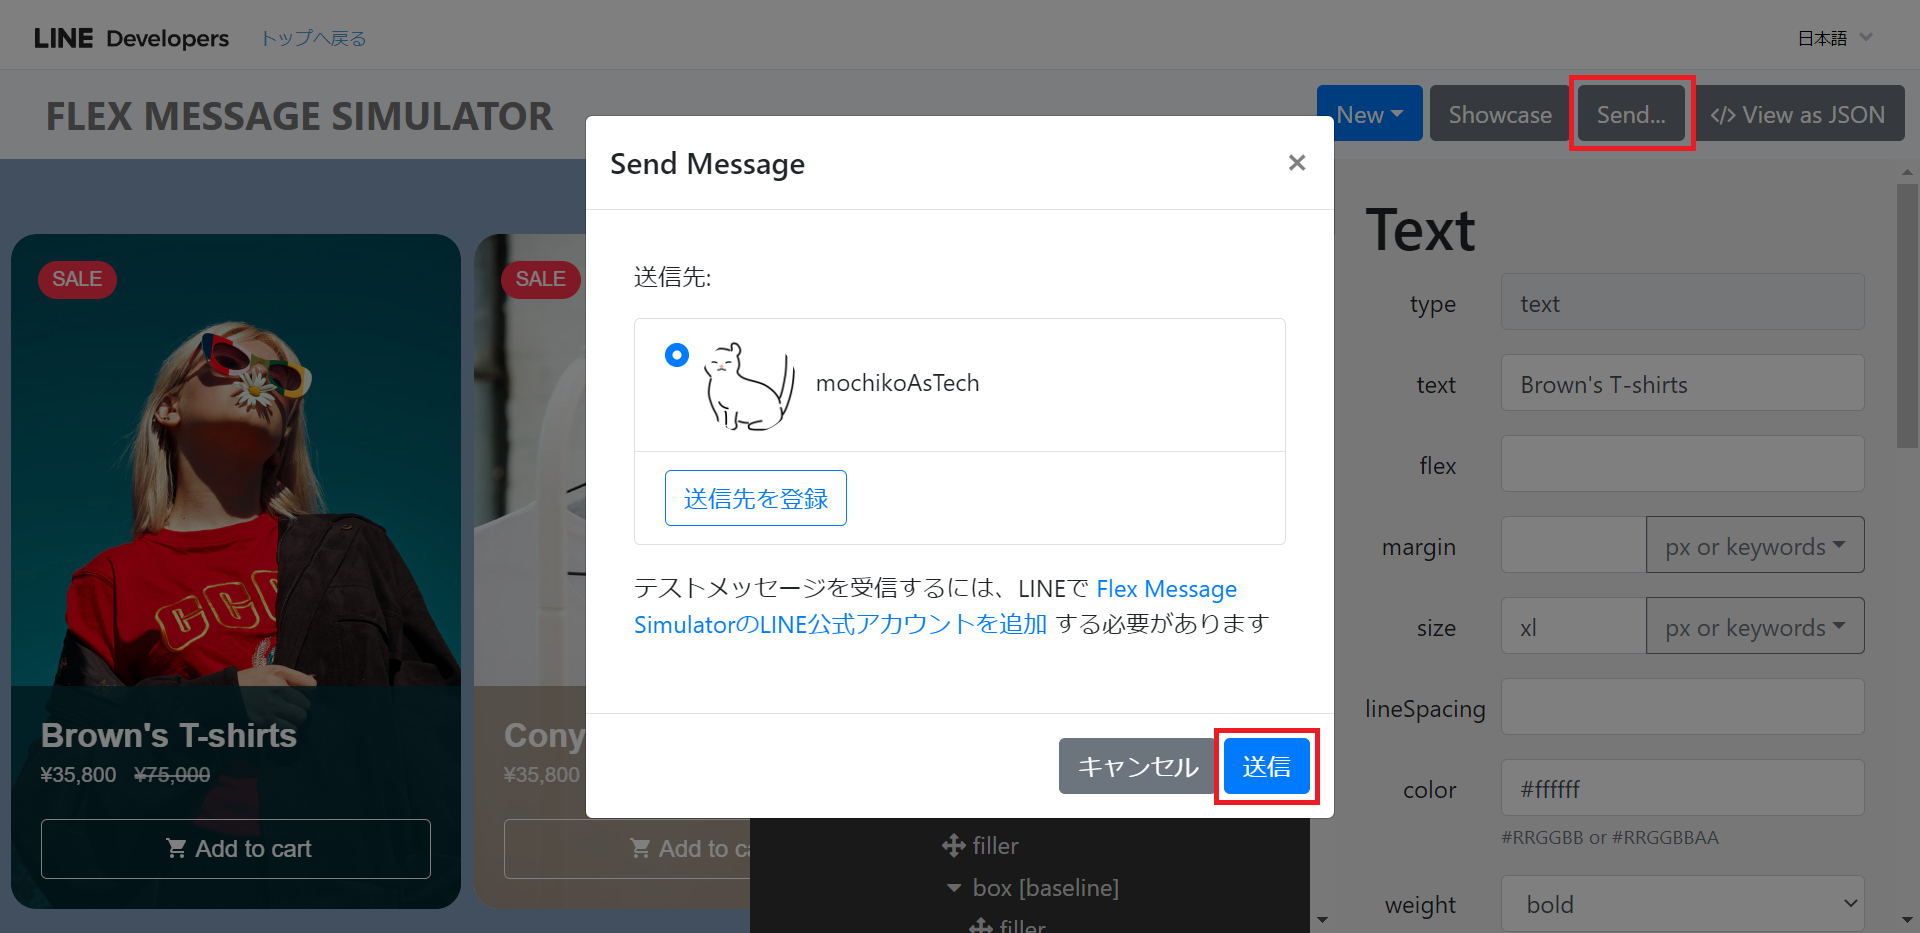 LINE Developers トップへ戻る 日本語
FLEX MESSAGE SIMULATOR
New Showcase Send... </> View as JSON
Send Message ×
送信先:
mochikoAsTech
送信先を登録
テストメッセージを受信するには、LINEで Flex Message
SimulatorのLINE公式アカウントを追加 する必要があります
キャンセル 送信
SALE
Brown's T-shirts
¥35,800 ¥75,000
Add to cart
SALE
Cony
¥35,800
Add to
filler
box [baseline]
filler
Text
type text
text Brown's T-shirts
flex
margin px or keywords
size xl px or keywords
lineSpacing
color #ffffff
#RRGGBB or #RRGGBBAA
weight bold